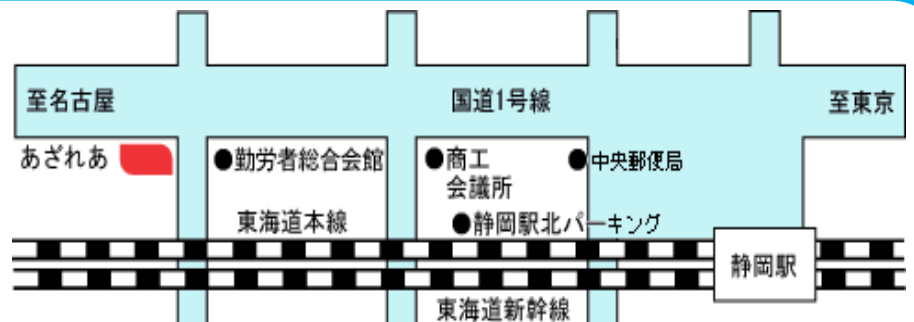 至名古屋
国道1号線
至東京
あざれあ
●勤労者総合会館
●商工
会議所
●中央郵便局
東海道本線
●静岡駅北パーキング
静岡駅
東海道新幹線